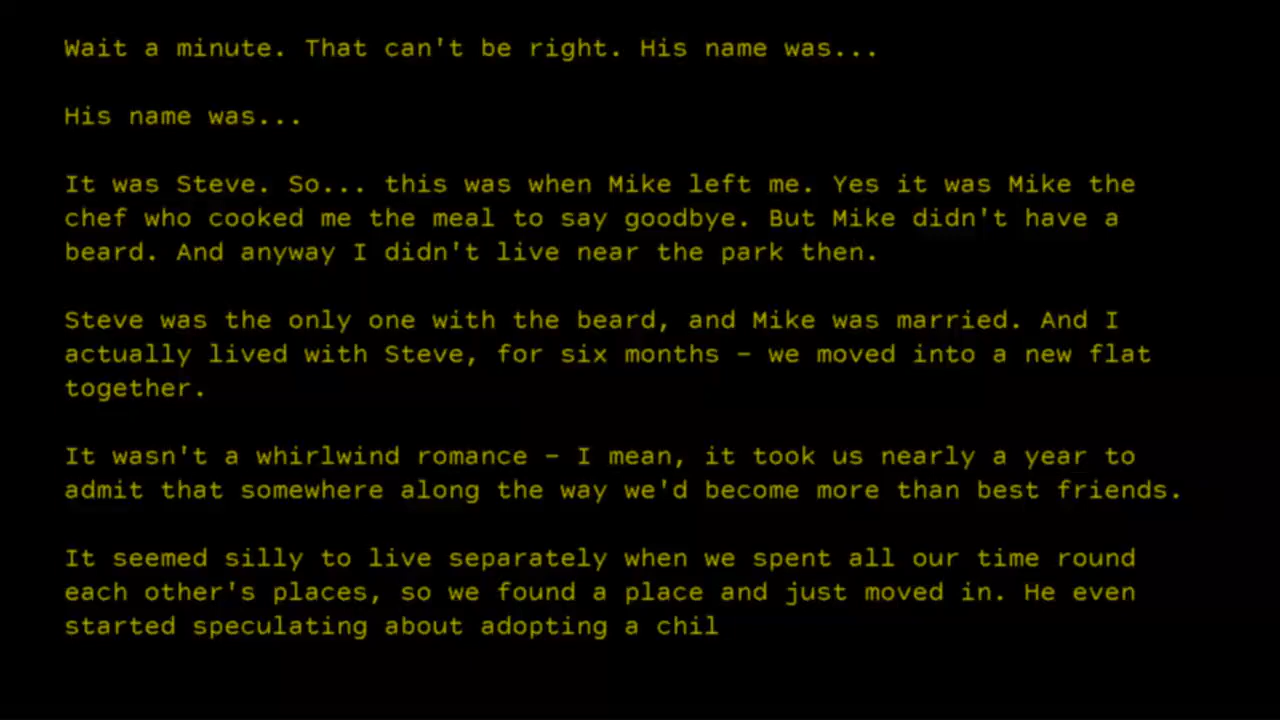 Wait a minute. That can't be right. His name was...
His name was...
It was Steve. So... this was when Mike left me. Yes it was Mike the
chef who cooked me the meal to say goodbye. But Mike didn't have a
beard. And anyway I didn't live near the park then.
Steve was the only one with the beard, and Mike was married. And I
actually lived with Steve, for six months – we moved into a new flat
together.
It wasn't a whirlwind romance – I mean, it took us nearly a year to
admit that somewhere along the way we'd become more than best friends.
It seemed silly to live separately when we spent all our time round
each other's places, so we found a place and just moved in. He even
started speculating about adopting a chil